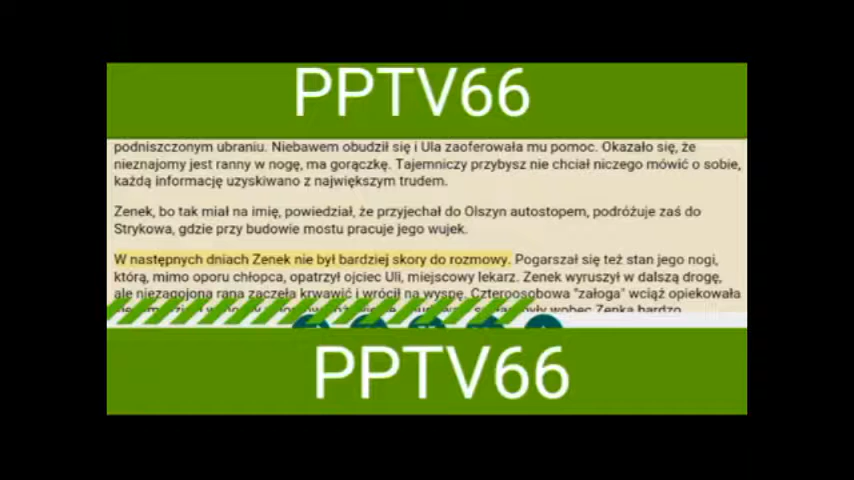 PPTV66
podniszczonym ubraniu. Niebawem obudził się i Ula zaoferowała mu pomoc. Okazało się, że
nieznajomy jest ranny w nogę, ma gorączkę. Tajemniczy przybysz nie chciał niczego mówić o sobie,
każdą informację uzyskiwano z największym trudem.
Zenek, bo tak miał na imię, powiedział, że przyjechał do Olszyn autostopem, podróżuje zaś do
Strykowa, gdzie przy budowie mostu pracuje jego wujek.
W następnych dniach Zenek nie był bardziej skory do rozmowy. Pogarszał się też stan jego nogi,
którą, mimo oporu chłopca, opatrzył ojciec Uli, miejscowy lekarz. Zenek wyruszył w dalszą drogę,
ale niezagojona rana zaczęła krwawić i wrócił na wyspę. Czteroosobowa "załoga" wciąż opiekowała
były wobec Zenka bardzo
PPTV66